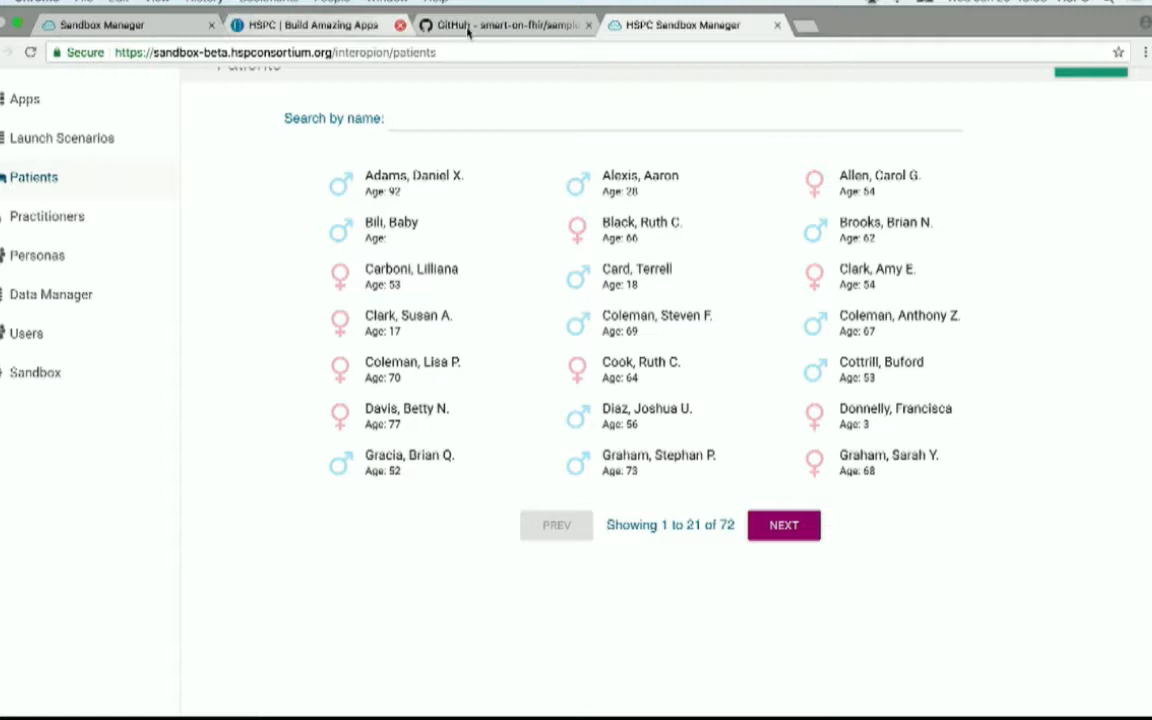 Sandbox Manager
HSPC | Build Amazing Apps
GitHub - smart-on-fhir/sampl
HSPC Sandbox Manager
Secure
https://sandbox-beta.hspconsortium.org/interopion/patients
Patients
Apps
Launch Scenarios
Patients
Practitioners
Personas
Data Manager
Users
Sandbox
Search by name:
Adams, Daniel X.
Age: 92
Alexis, Aaron
Age: 28
Allen, Carol G.
Age: 54
Bili, Baby
Age:
Black, Ruth C.
Age: 66
Brooks, Brian N.
Age: 62
Carboni, Lilliana
Age: 53
Card, Terrell
Age: 18
Clark, Amy E.
Age: 54
Clark, Susan A.
Age: 17
Coleman, Steven F.
Age: 69
Coleman, Anthony Z.
Age: 67
Coleman, Lisa P.
Age: 70
Cook, Ruth C.
Age: 64
Cottrill, Buford
Age: 53
Davis, Betty N.
Age: 77
Diaz, Joshua U.
Age: 56
Donnelly, Francisca
Age: 3
Gracia, Brian Q.
Age: 52
Graham, Stephan P.
Age: 73
Graham, Sarah Y.
Age: 68
PREV
Showing 1 to 21 of 72
NEXT